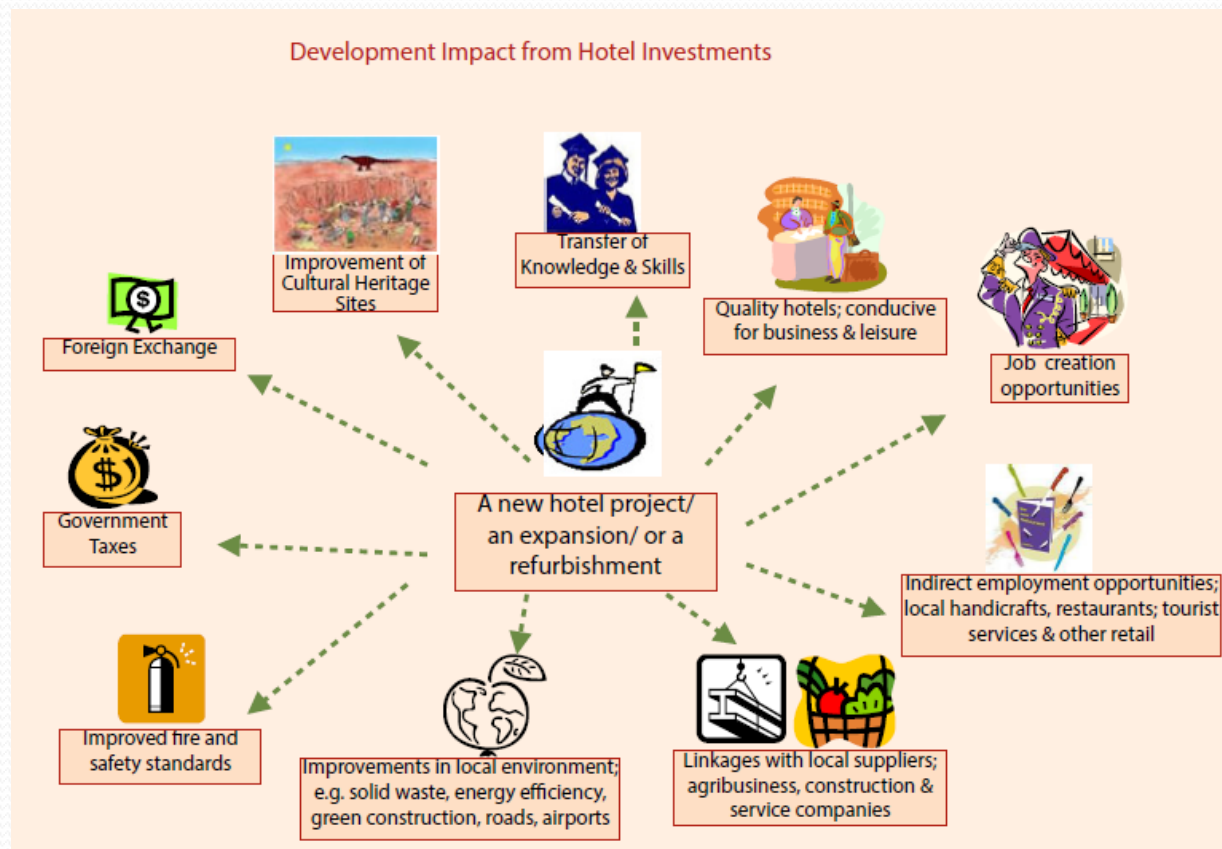 Development Impact from Hotel Investments
Improvement of
Cultural Heritage
Sites
Transfer of
Knowledge & Skills
Quality hotels; conducive
for business & leisure
Job creation
opportunities
Foreign Exchange
$
Government
Taxes
$
A new hotel project/
an expansion/ or a
refurbishment
Indirect employment opportunities;
local handicrafts, restaurants; tourist
services & other retail
Improved fire and
safety standards
Improvements in local environment;
e.g. solid waste, energy efficiency,
green construction, roads, airports
Linkages with local suppliers;
agribusiness, construction &
service companies